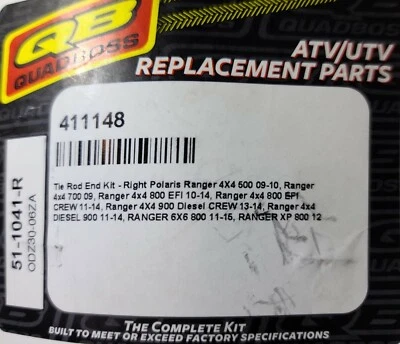 QB
QUADBOSS
ATV/UTV
REPLACEMENT PARTS
411148
Tie Rod End Kit - Right Polaris Ranger 4X4 500 09-10, Ranger
4x4 700 09, Ranger 4x4 800 EFI 10-14, Ranger 4x4 800 EFI
CREW 11-14, Ranger 4X4 900 Diesel CREW 13-14, Ranger 4x4
DIESEL 900 11-14, RANGER 6X6 800 11-15, RANGER XP 800 12
51-1041-R
ODZ30-06ZA
THE COMPLETE KIT
BUILT TO MEET OR EXCEED FACTORY SPECIFICATIONS